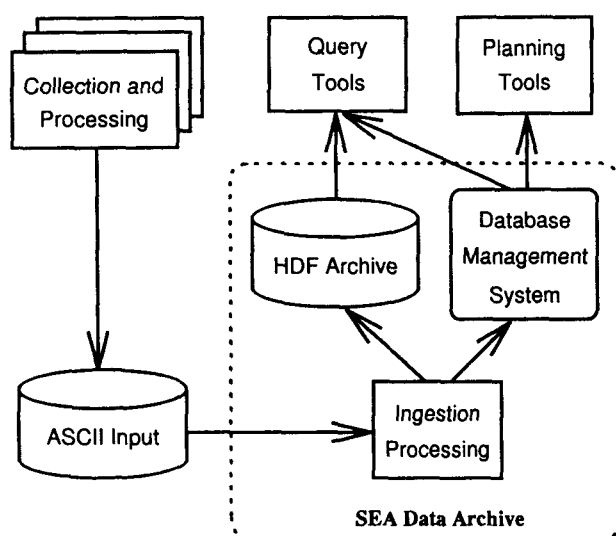 Collection and
Processing
Query
Tools
Planning
Tools
HDF Archive
Database
Management
System
ASCII Input
Ingestion
Processing
SEA Data Archive